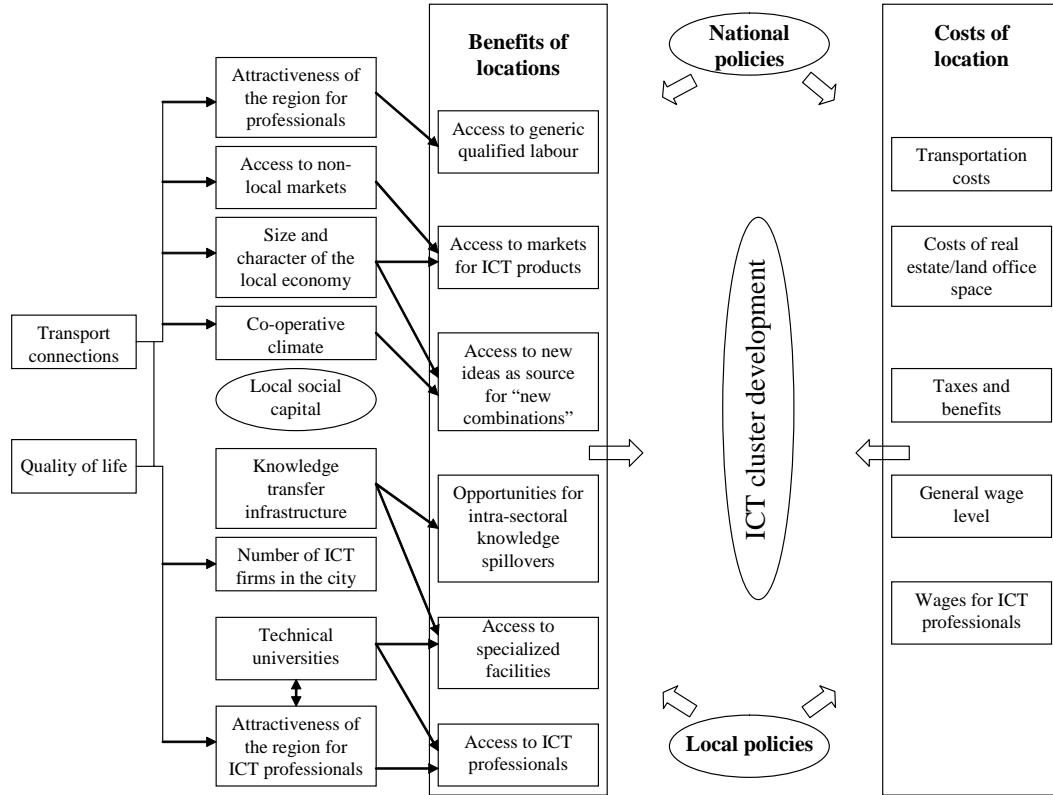 Transport
connections
Quality of life
Attractiveness of
the region for
professionals
Access to non-
local markets
Size and
character of the
local economy
Co-operative
climate
Local social
capital
Knowledge
transfer
infrastructure
Number of ICT
firms in the city
Technical
universities
Attractiveness of
the region for
ICT professionals
Benefits of
locations
Access to generic
qualified labour
Access to markets
for ICT products
Access to new
ideas as source
for “new
combinations”
Opportunities for
intra-sectoral
knowledge
spillovers
Access to
specialized
facilities
Access to ICT
professionals
National
policies
ICT cluster development
Local policies
Costs of
location
Transportation
costs
Costs of real
estate/land office
space
Taxes and
benefits
General wage
level
Wages for ICT
professionals